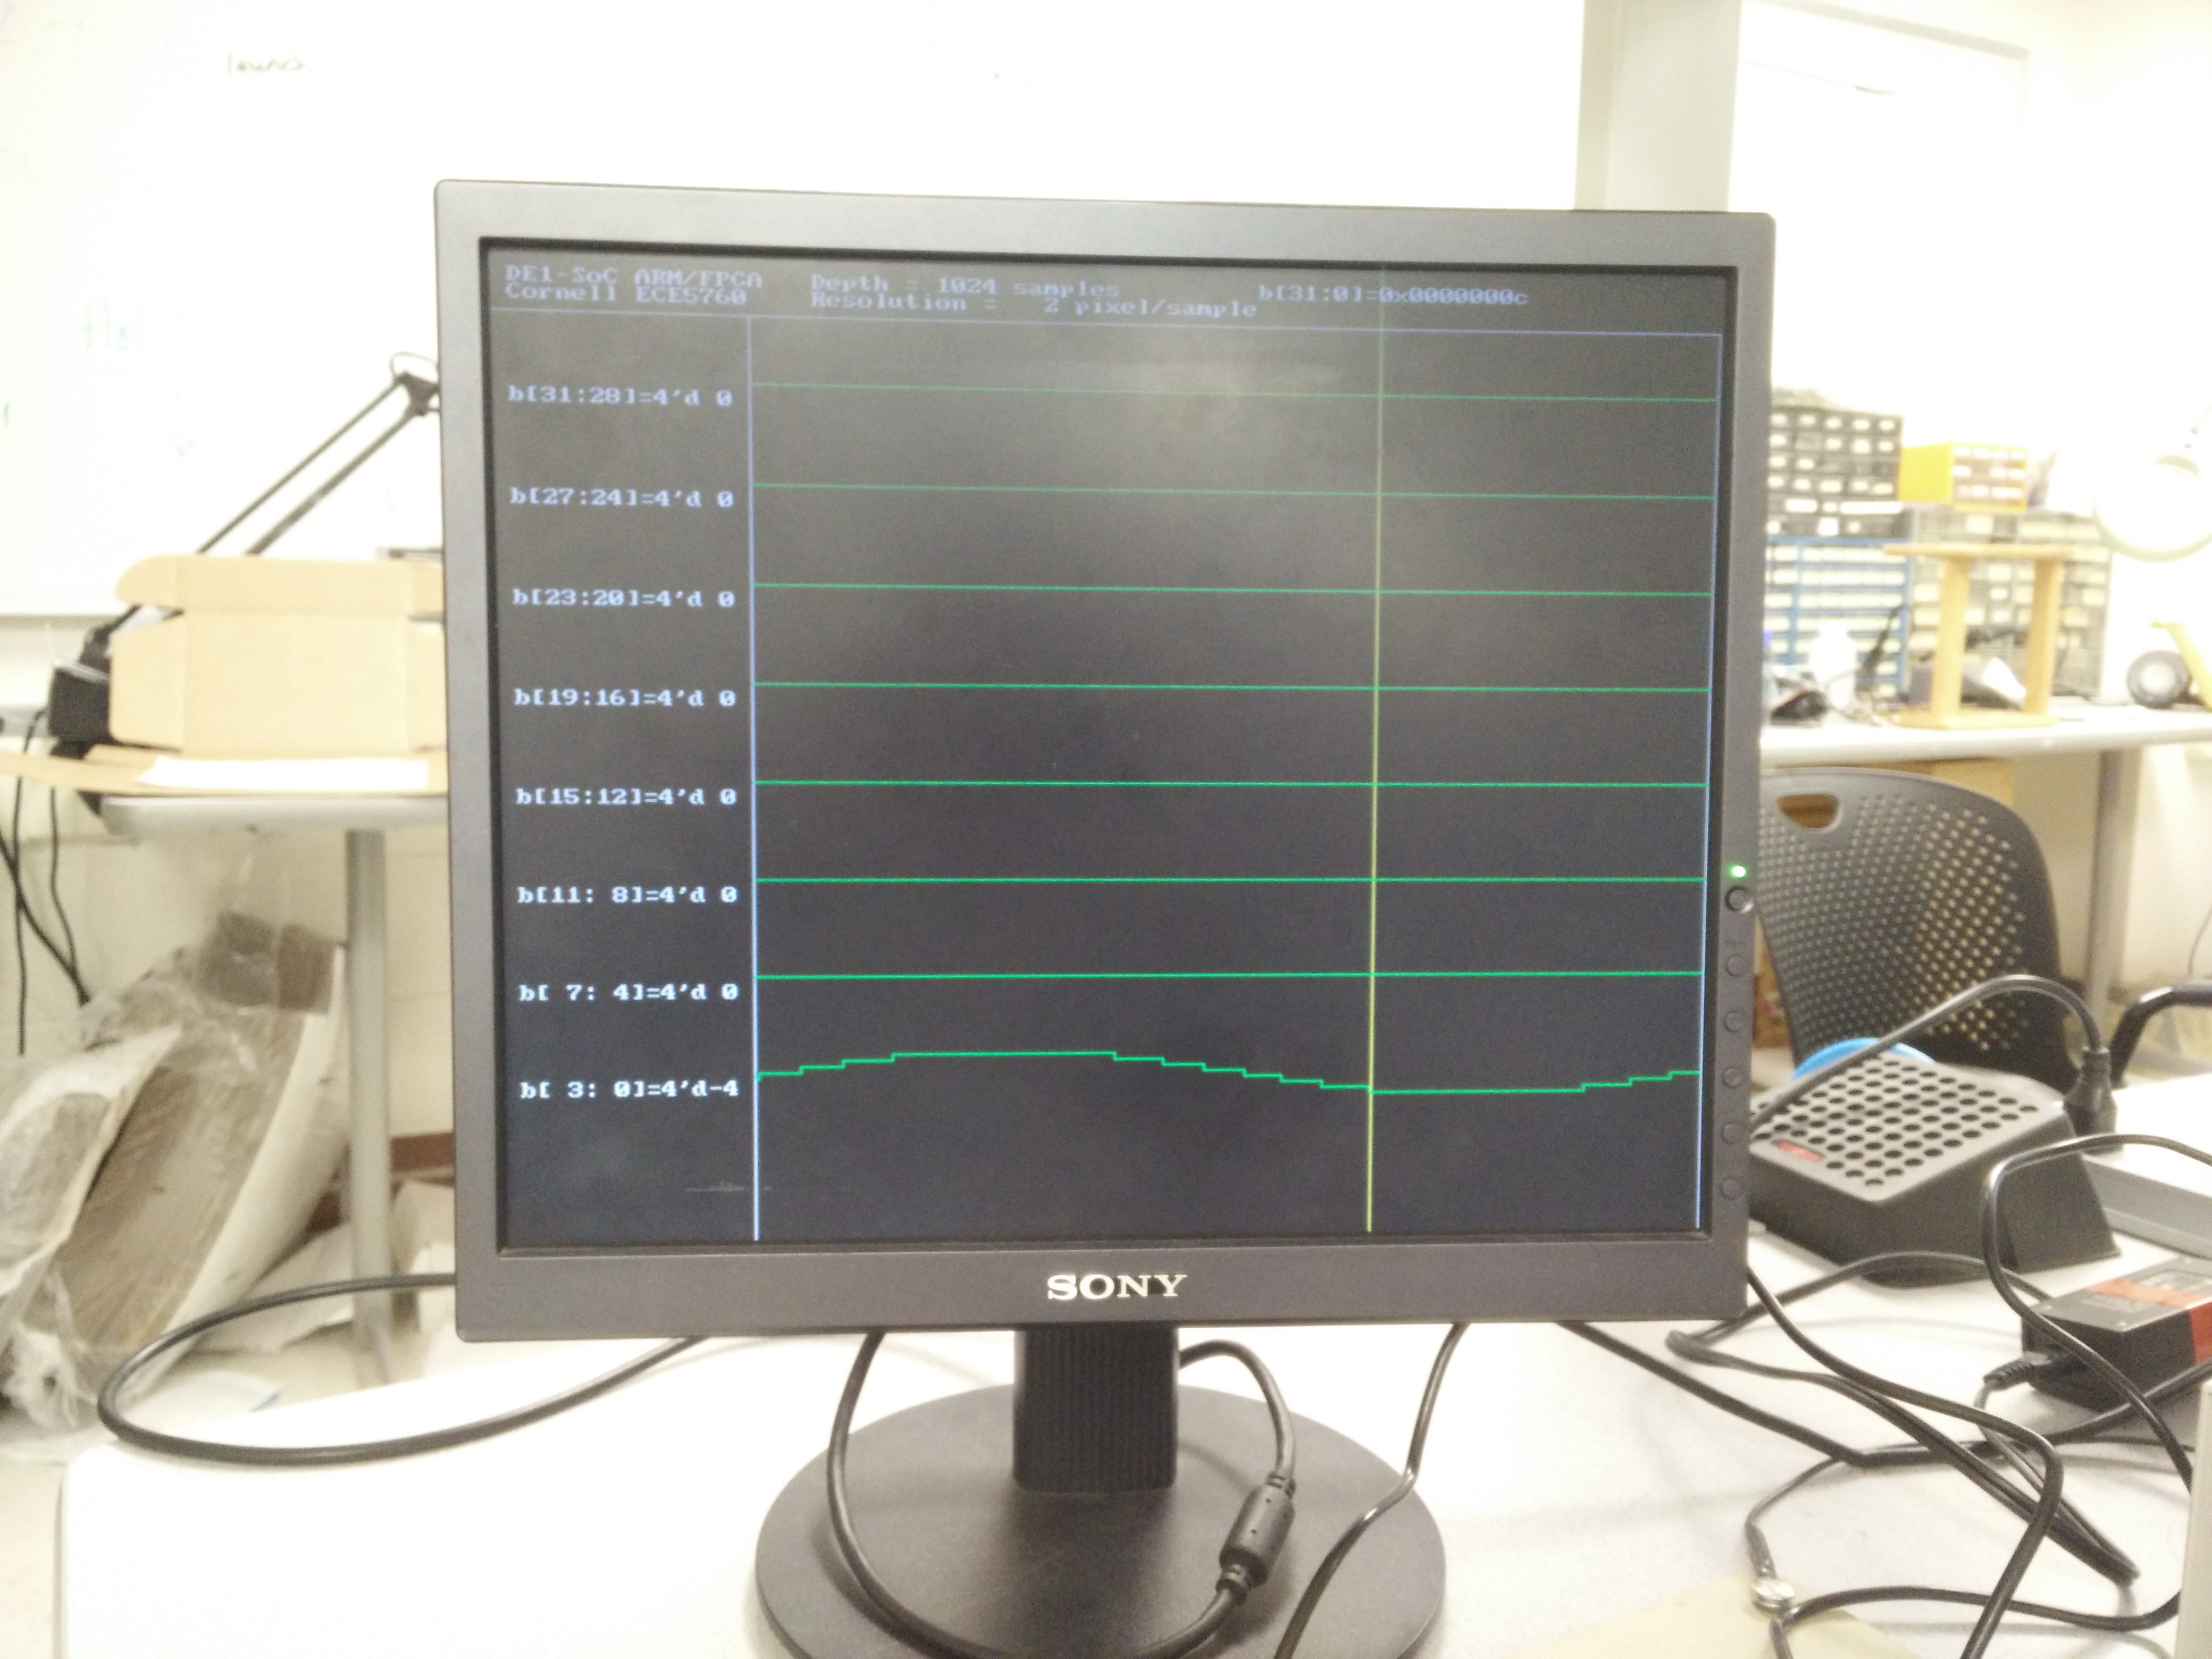 launch
DE1-SoC ARM/FPGA
Cornell ECE5760
Depth = 1024 samples
Resolution =   2 pixel/sample
b[31:0]=0x0000000c
b[31:28]=4'd 0
b[27:24]=4'd 0
b[23:20]=4'd 0
b[19:16]=4'd 0
b[15:12]=4'd 0
b[11: 8]=4'd 0
b[ 7: 4]=4'd 0
b[ 3: 0]=4'd-4
SONY